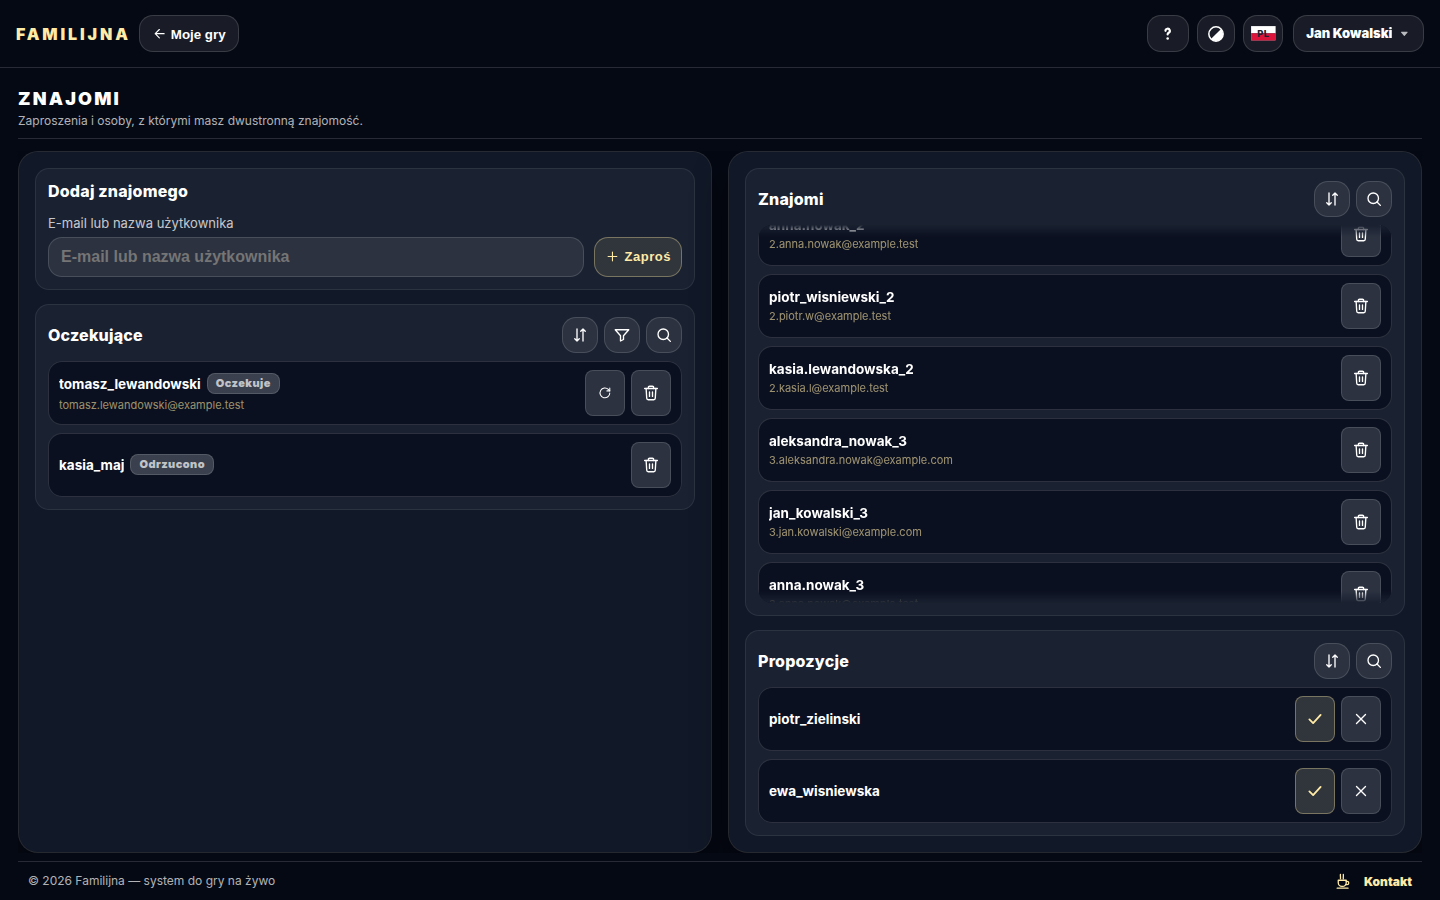 FAMILIJNA
Moje gry
?
PL
Jan Kowalski
ZNAJOMI
Zaproszenia i osoby, z którymi masz dwustronną znajomość.
Dodaj znajomego
E-mail lub nazwa użytkownika
E-mail lub nazwa użytkownika
Zaproś
Oczekujące
tomasz_lewandowski Oczekuje
tomasz.lewandowski@example.test
kasia_maj Odrzucono
Znajomi
anna.nowak_2
2.anna.nowak@example.test
piotr_wisniewski_2
2.piotr.w@example.test
kasia.lewandowska_2
2.kasia.l@example.test
aleksandra_nowak_3
3.aleksandra.nowak@example.com
jan_kowalski_3
3.jan.kowalski@example.com
anna.nowak_3
Propozycje
piotr_zielinski
ewa_wisniewska
© 2026 Familijna — system do gry na żywo
Kontakt